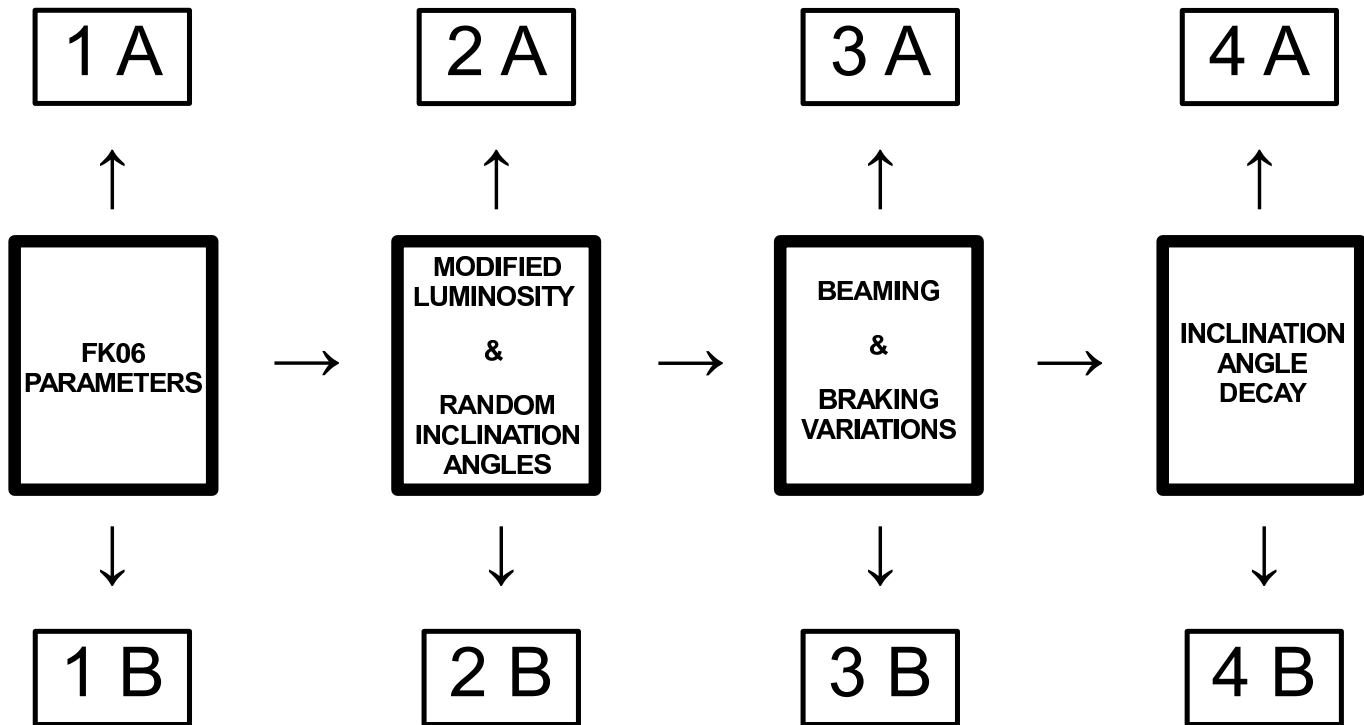 1 A
2 A
3 A
4 A
FK06
PARAMETERS
MODIFIED
LUMINOSITY
&
RANDOM
INCLINATION
ANGLES
BEAMING
&
BRAKING
VARIATIONS
INCLINATION
ANGLE
DECAY
1 B
2 B
3 B
4 B